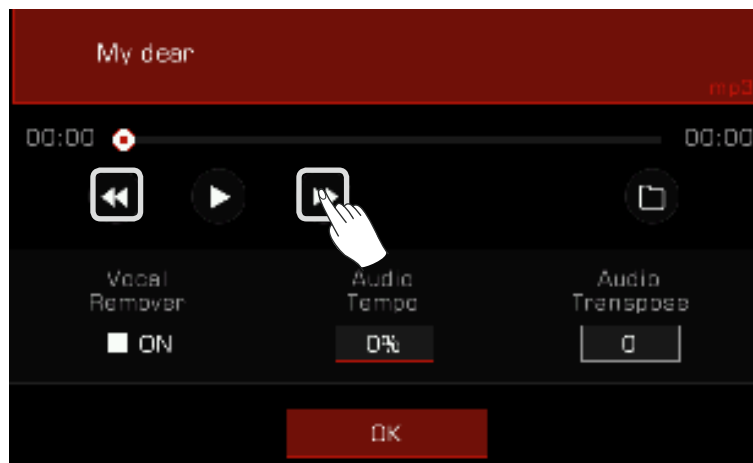 My dear
mp3
00:00 00:00
Vocal Remover
Audio Tempo
Audio Transpose
ON
0%
0
OK